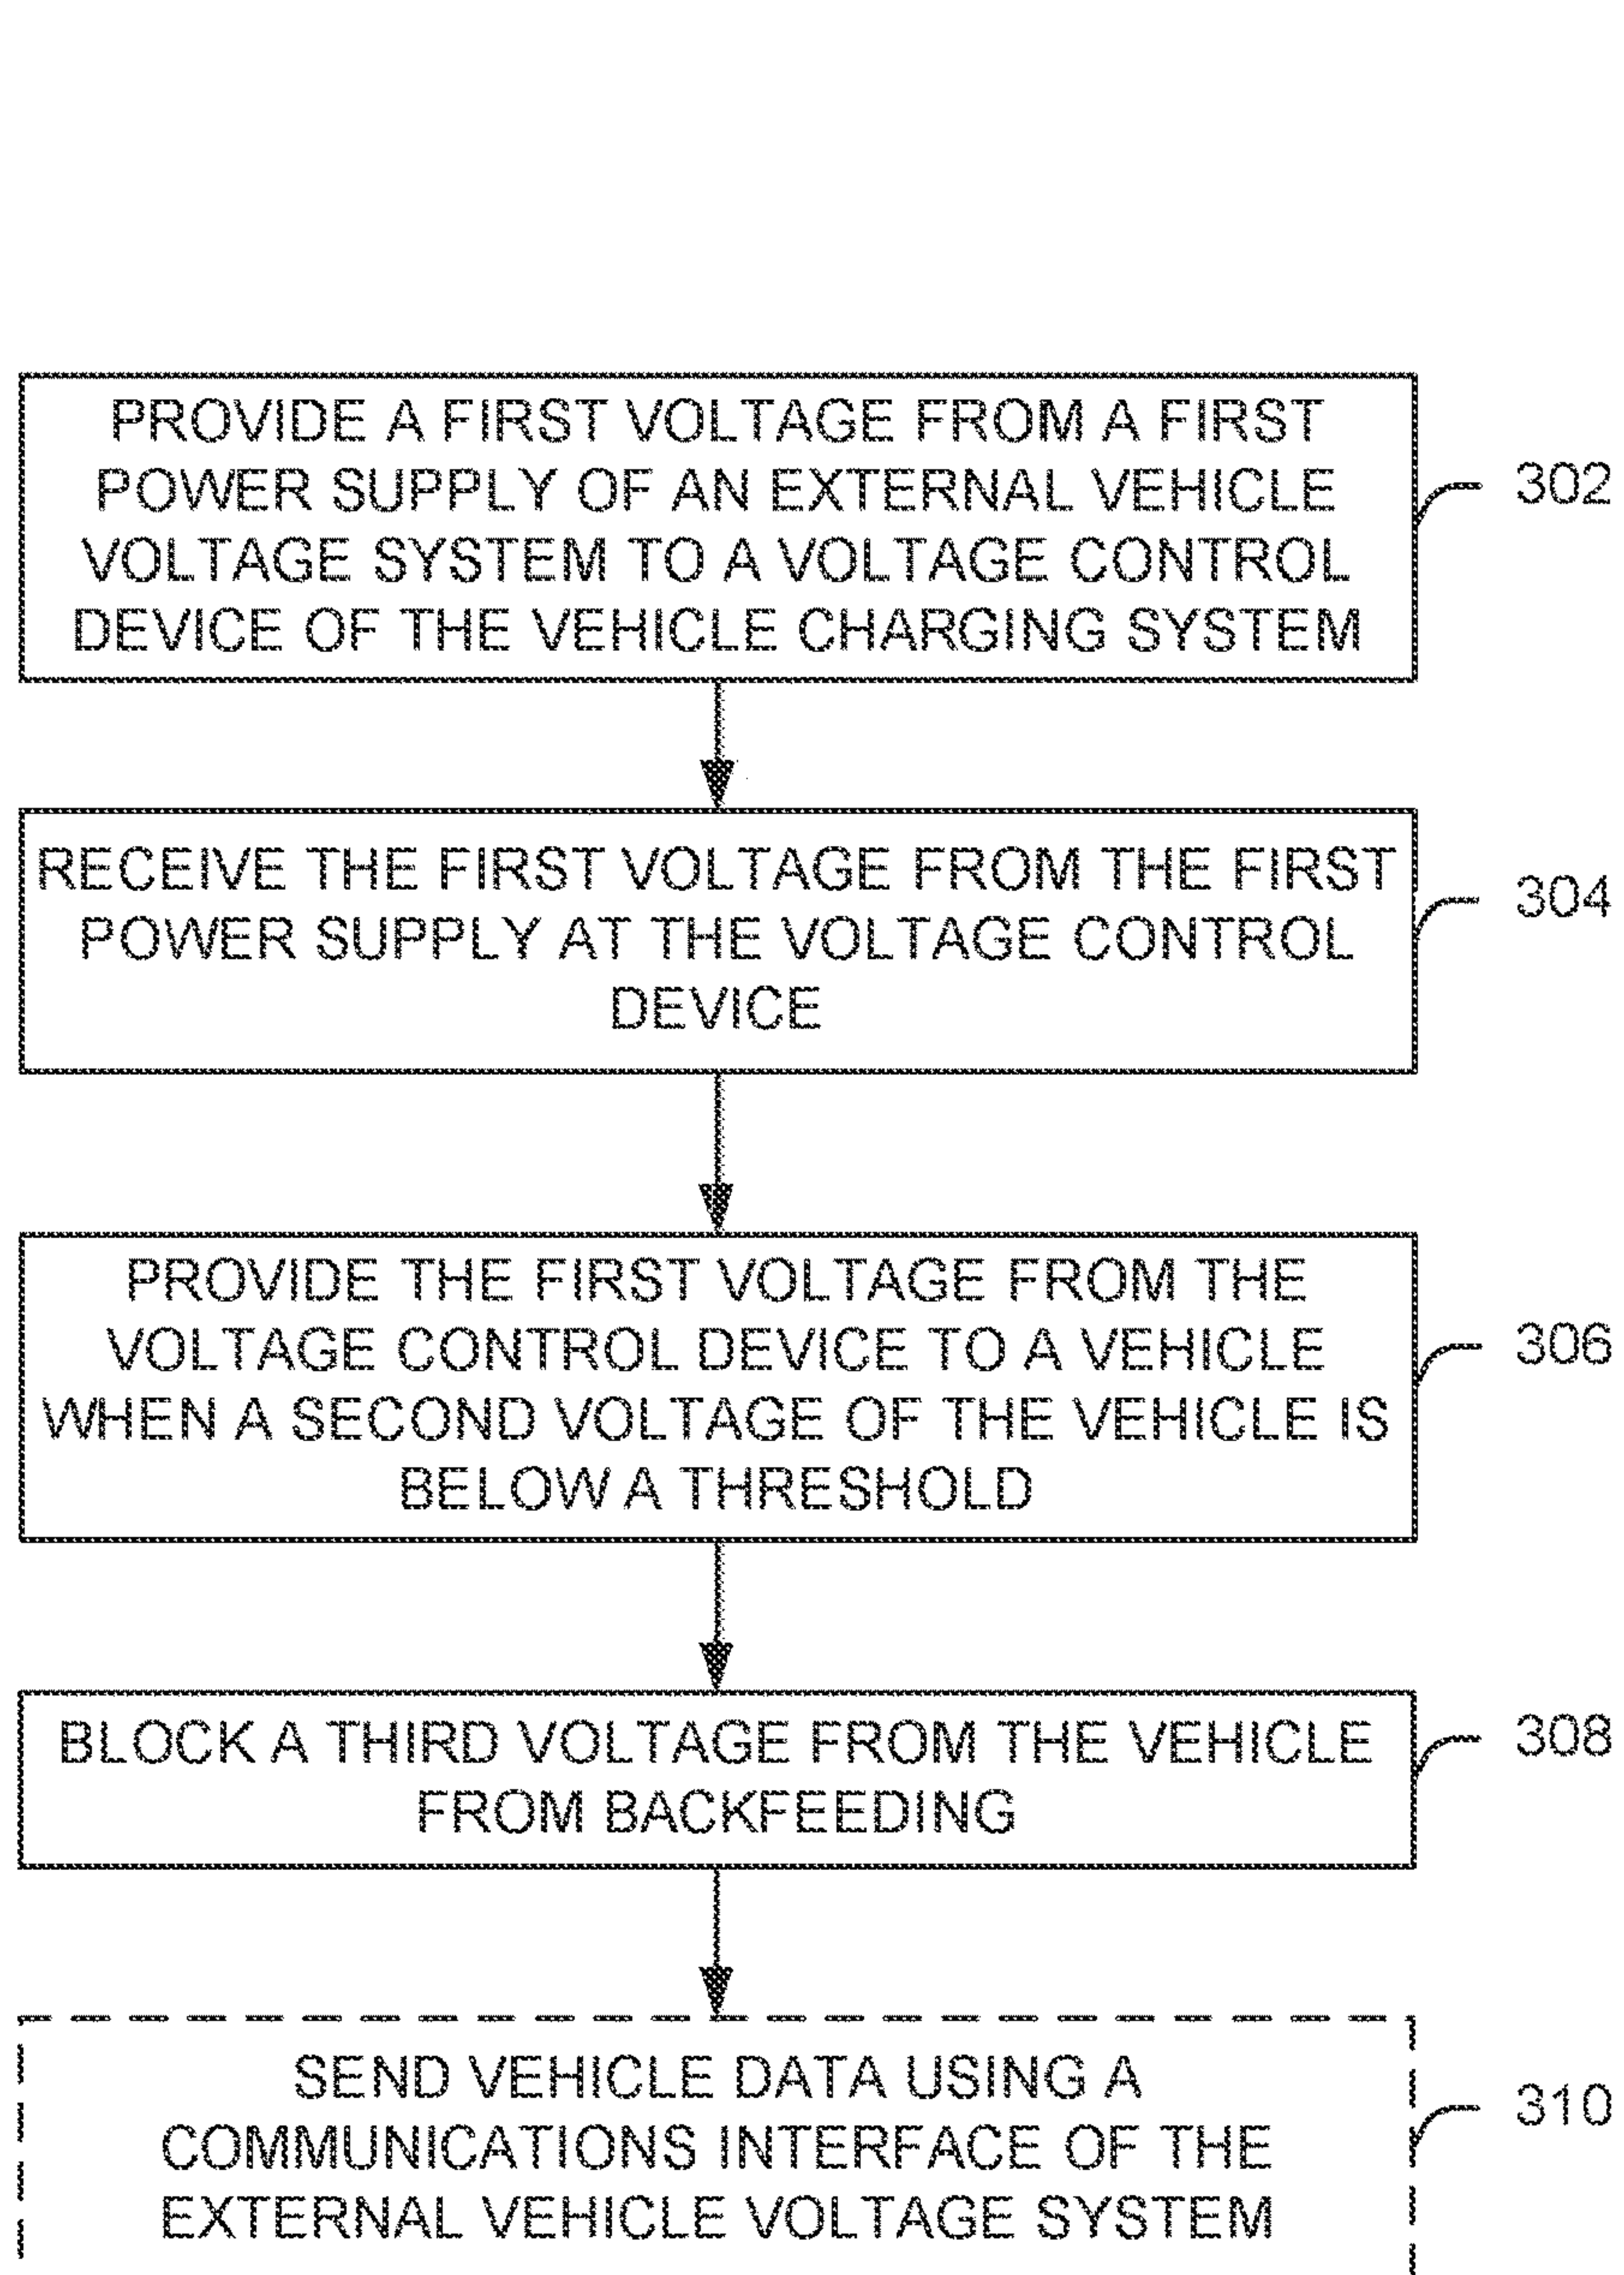 PROVIDE A FIRST VOLTAGE FROM A FIRST
POWER SUPPLY OF AN EXTERNAL VEHICLE
VOLTAGE SYSTEM TO A VOLTAGE CONTROL
DEVICE OF THE VEHICLE CHARGING SYSTEM
302
RECEIVE THE FIRST VOLTAGE FROM THE FIRST
POWER SUPPLY AT THE VOLTAGE CONTROL
DEVICE
304
PROVIDE THE FIRST VOLTAGE FROM THE
VOLTAGE CONTROL DEVICE TO A VEHICLE
WHEN A SECOND VOLTAGE OF THE VEHICLE IS
BELOW A THRESHOLD
306
BLOCK A THIRD VOLTAGE FROM THE VEHICLE
FROM BACKFEEDING
308
SEND VEHICLE DATA USING A
COMMUNICATIONS INTERFACE OF THE
EXTERNAL VEHICLE VOLTAGE SYSTEM
310